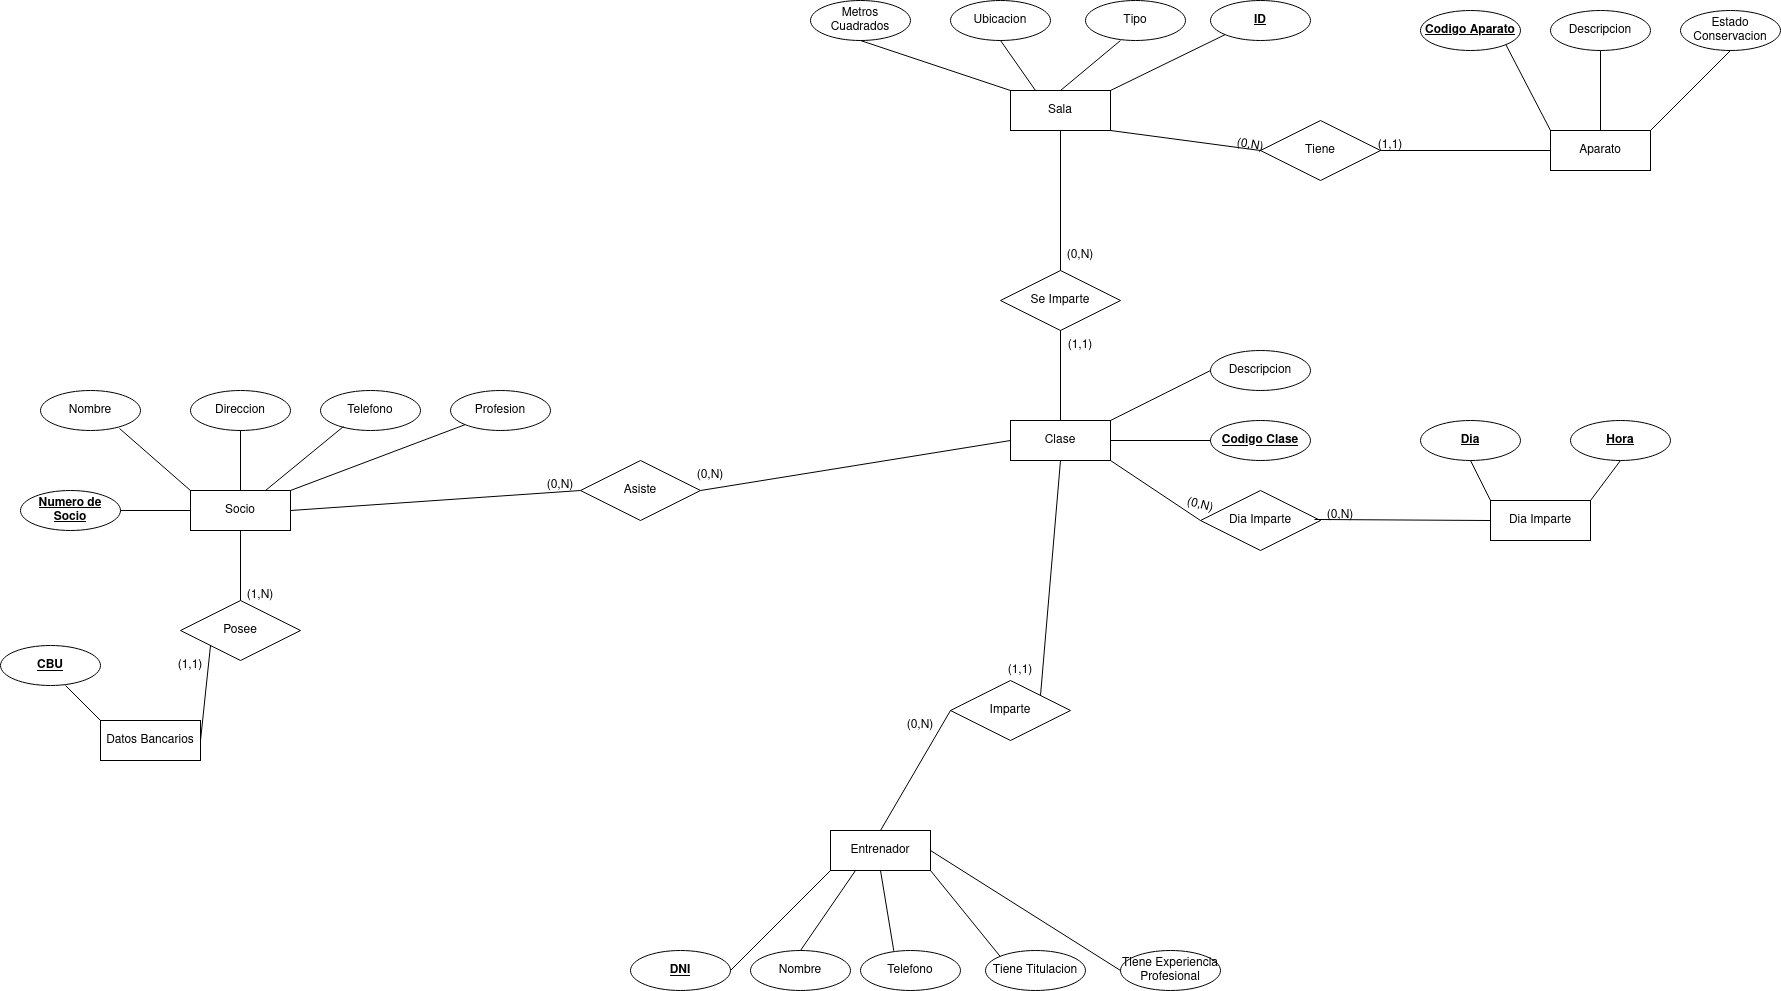 Metros
Cuadrados
Ubicacion
Tipo
ID
Codigo Aparato
Descripcion
Estado
Conservacion
Sala
(0,N)
Tiene
(1,1)
Aparato
(0,N)
Se Imparte
(1,1)
Descripcion
Nombre
Direccion
Telefono
Profesion
Clase
Codigo Clase
Dia
Hora
(0,N)
Asiste
(0,N)
Numero de
Socio
Socio
(0,N)
Dia Imparte
(0,N)
Dia Imparte
(1,N)
Posee
(1,1)
CBU
Datos Bancarios
(1,1)
Imparte
(0,N)
Entrenador
DNI
Nombre
Telefono
Tiene Titulacion
Tiene Experiencia
Profesional